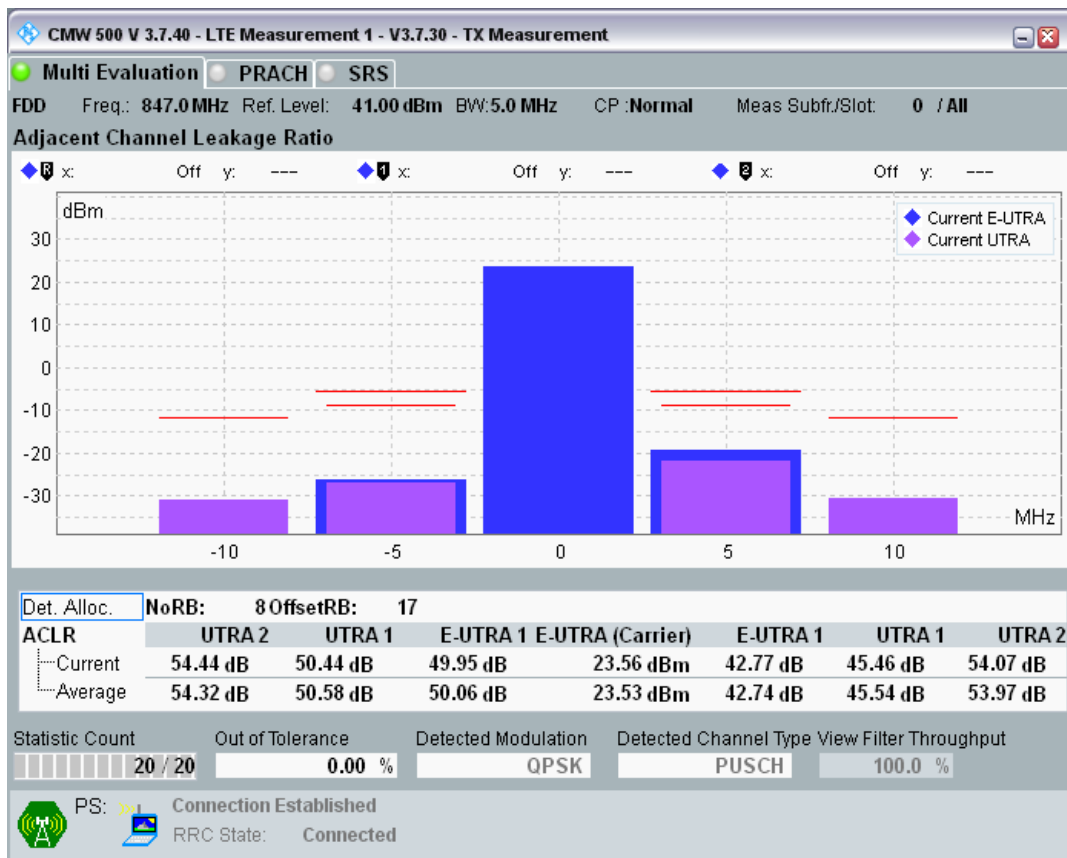 CMW 500 V 3.7.40 - LTE Measurement 1 - V3.7.30 - TX Measurement
Multi Evaluation PRACH SRS
FDD Freq.: 847.0 MHz Ref. Level: 41.00 dBm BW:5.0 MHz CP :Normal Meas Subfr./Slot: 0 / All
Adjacent Channel Leakage Ratio
R x: Off y: --- 1 x: Off y: --- 2 x: Off y: ---
dBm
Current E-UTRA
Current UTRA
30
20
10
0
-10
-20
-30
MHz
-10 -5 0 5 10
Det. Alloc. NoRB: 8 OffsetRB: 17
ACLR UTRA 2 UTRA 1 E-UTRA 1 E-UTRA (Carrier) E-UTRA 1 UTRA 1 UTRA 2
Current 54.44 dB 50.44 dB 49.95 dB 23.56 dBm 42.77 dB 45.46 dB 54.07 dB
Average 54.32 dB 50.58 dB 50.06 dB 23.53 dBm 42.74 dB 45.54 dB 53.97 dB
Statistic Count Out of Tolerance Detected Modulation Detected Channel Type View Filter Throughput
20 / 20 0.00 % QPSK PUSCH 100.0 %
PS: Connection Established
RRC State: Connected